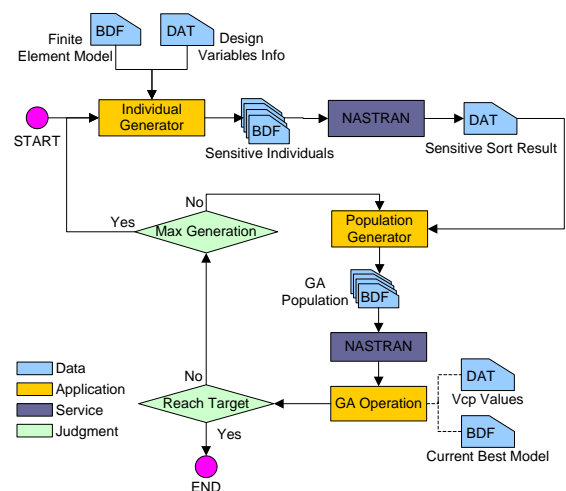 Finite
Element Model
BDF
DAT
Design
Variables Info
START
Individual
Generator
BDF
Sensitive Individuals
NASTRAN
DAT
Sensitive Sort Result
No
Yes
Max Generation
Population
Generator
GA
Population
BDF
NASTRAN
Data
Application
Service
Judgment
No
Reach Target
Yes
END
GA Operation
DAT
Vcp Values
BDF
Current Best Model